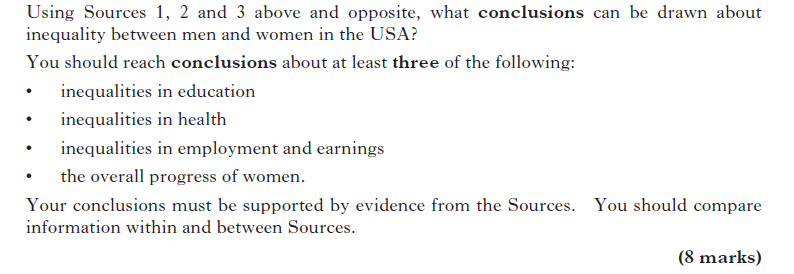 Using Sources 1, 2 and 3 above and opposite, what conclusions can be drawn about
inequality between men and women in the USA?
You should reach conclusions about at least three of the following:
• inequalities in education
• inequalities in health
• inequalities in employment and earnings
• the overall progress of women.
Your conclusions must be supported by evidence from the Sources. You should compare
information within and between Sources.
(8 marks)